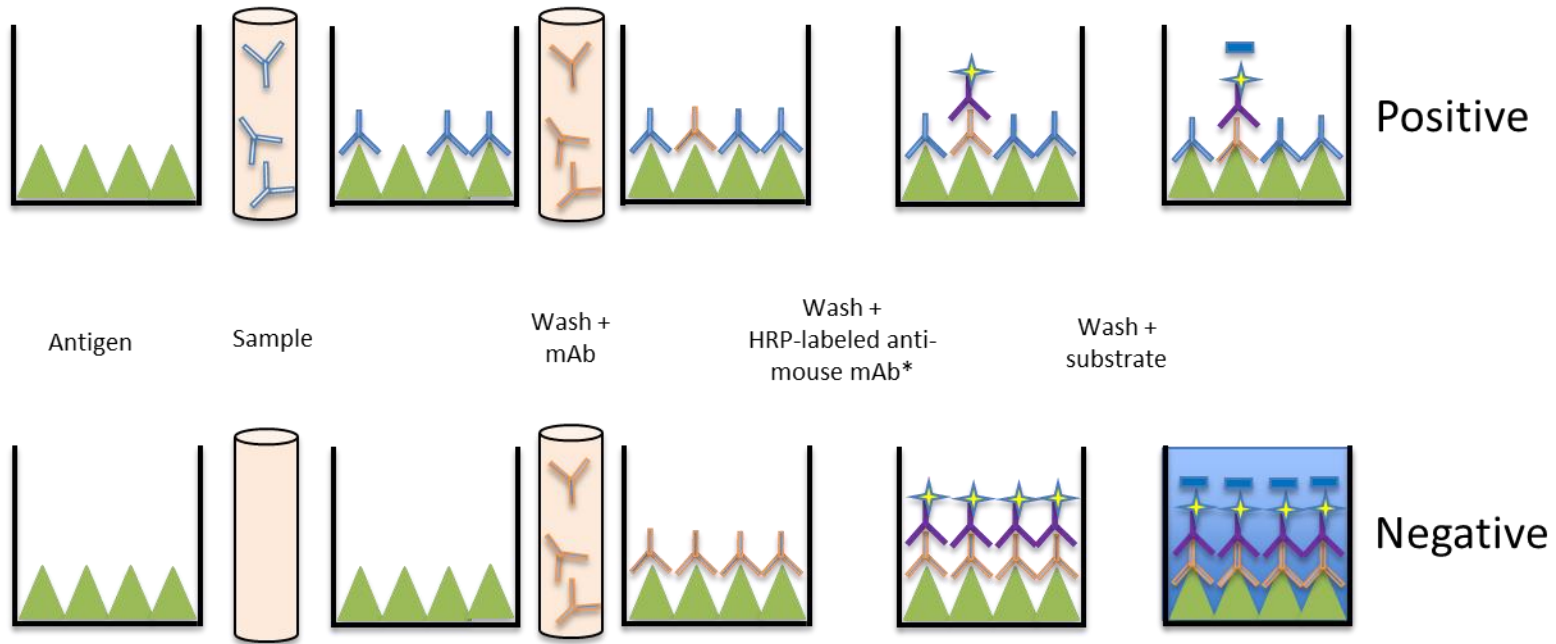 Positive
Antigen
Sample
Wash +
mAb
Wash +
HRP-labeled anti-
mouse mAb*
Wash +
substrate
Negative